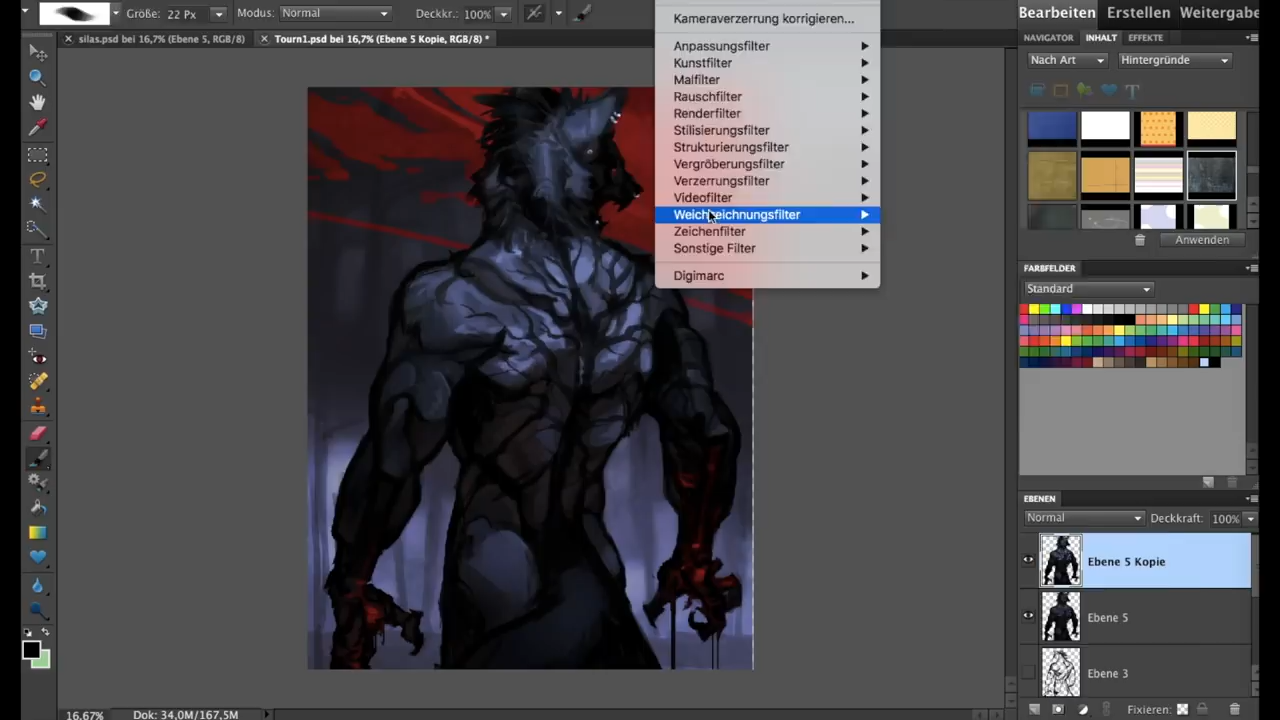 Größe: 22 Px Modus: Normal Deckkr.: 100%
Bearbeiten Erstellen Weitergabe
silas.psd bei 16,7% (Ebene 5, RGB/8)
Tourn1.psd bei 16,7% (Ebene 5 Kopie, RGB/8) *
Kameraverzerrung korrigieren...
Anpassungsfilter
Kunstfilter
Malfilter
Rauschfilter
Renderfilter
Stilisierungsfilter
Strukturierungsfilter
Vergröberungsfilter
Verzerrungsfilter
Videofilter
Weichzeichnungsfilter
Zeichenfilter
Sonstige Filter
Digimarc
NAVIGATOR INHALT EFFEKTE
Nach Art Hintergründe
Anwenden
FARBFELDER
Standard
EBENEN
Normal Deckkraft: 100%
Ebene 5 Kopie
Ebene 5
Ebene 3
Fixieren:
16,67% Dok: 34,0M/167,5M